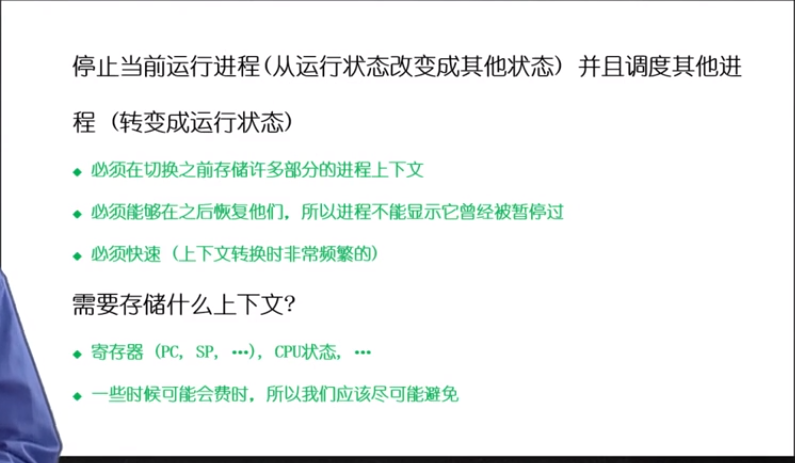 停止当前运行进程(从运行状态改变成其他状态) 并且调度其他进
程 (转变成运行状态)
◆ 必须在切换之前存储许多部分的进程上下文
◆ 必须能够在之后恢复他们, 所以进程不能显示它曾经被暂停过
◆ 必须快速 (上下文转换时非常频繁的)
需要存储什么上下文?
◆ 寄存器 (PC, SP, …), CPU状态, …
◆ 一些时候可能会费时, 所以我们应该尽可能避免